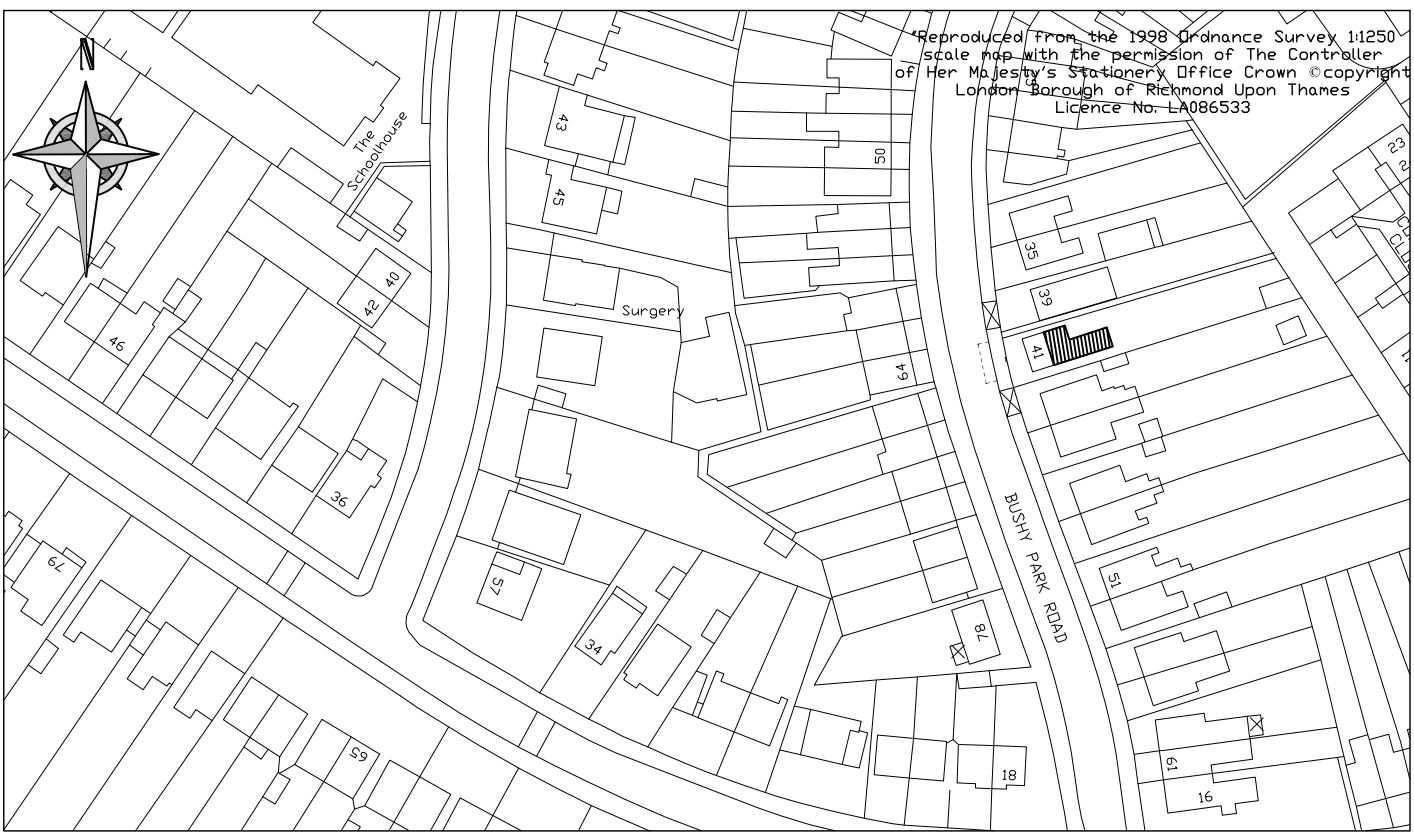 "Reproduced from the 1998 Ordnance Survey 1:1250
scale map with the permission of The Controller
of Her Majesty's Stationery Office Crown ©copyright
London Borough of Richmond Upon Thames
Licence No. LA086533
N
The
Schoolhouse
43
45
50
23
35
39
40
42
Surgery
46
41
64
36
BUSHY PARK ROAD
79
57
51
34
78
65
61
18
16